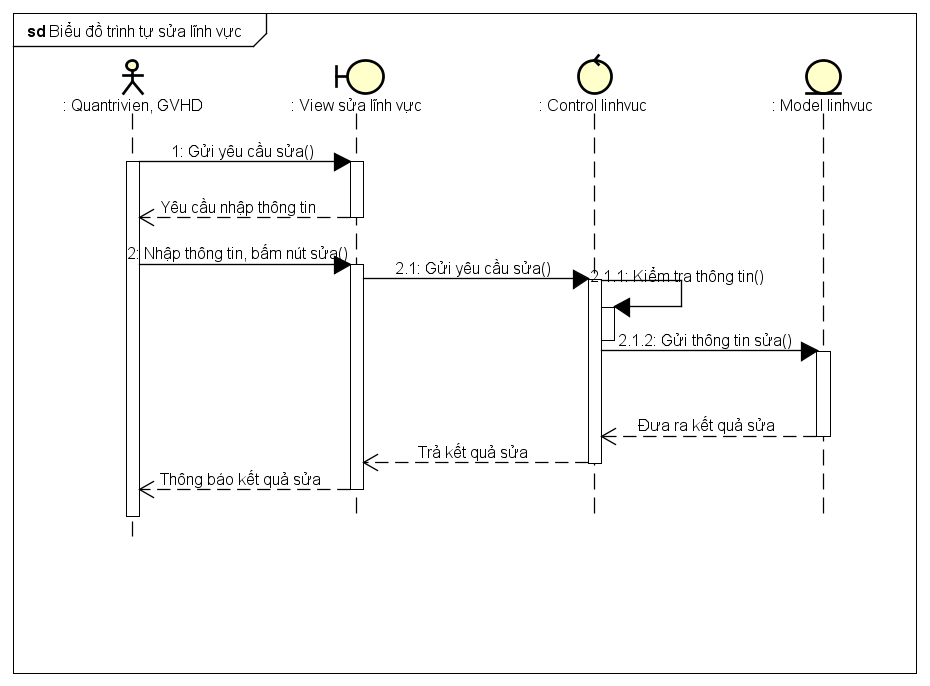 sd Biểu đồ trình tự sửa lĩnh vực
: Quantrivien, GVHD
: View sửa lĩnh vực
: Control linhvuc
: Model linhvuc
1: Gửi yêu cầu sửa()
Yêu cầu nhập thông tin
2: Nhập thông tin, bấm nút sửa()
2.1: Gửi yêu cầu sửa()
2.1.1: Kiểm tra thông tin()
2.1.2: Gửi thông tin sửa()
Đưa ra kết quả sửa
Trả kết quả sửa
Thông báo kết quả sửa